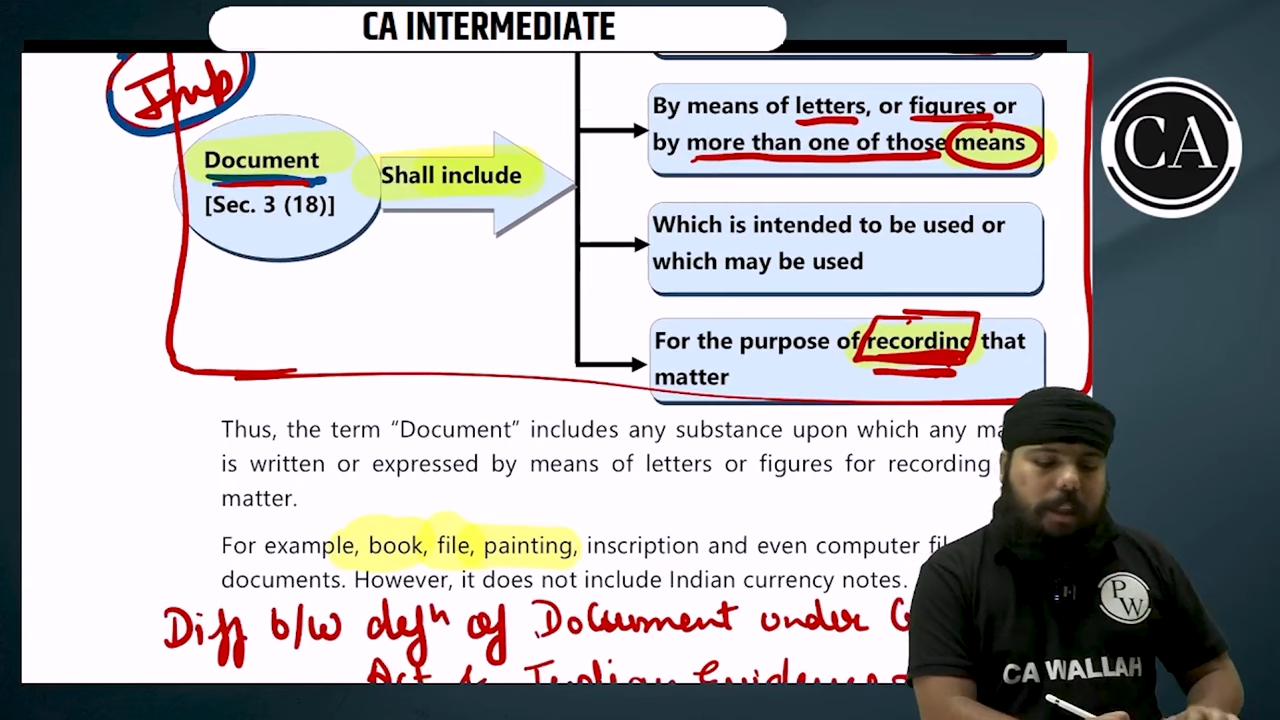 CA INTERMEDIATE
Imp
Document
[Sec. 3 (18)]
Shall include
By means of letters, or figures or
by more than one of those means
Which is intended to be used or
which may be used
For the purpose of recording that
matter
Thus, the term “Document” includes any substance upon which any
is written or expressed by means of letters or figures for recording
matter.
For example, book, file, painting, inscription and even computer
documents. However, it does not include Indian currency notes.
Diff b/w defn of Document under
Act & Indian Evidence
CA
P
W
CA WALLAH